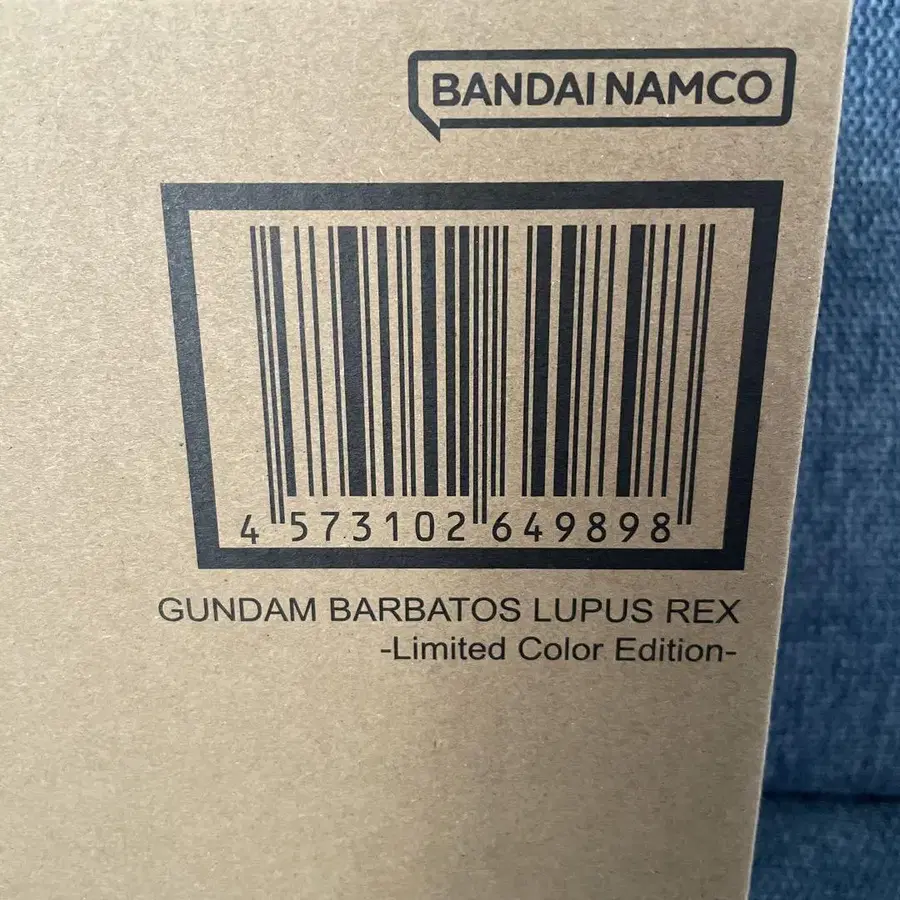 BANDAI NAMCO
4 573102 649898
GUNDAM BARBATOS LUPUS REX
-Limited Color Edition-